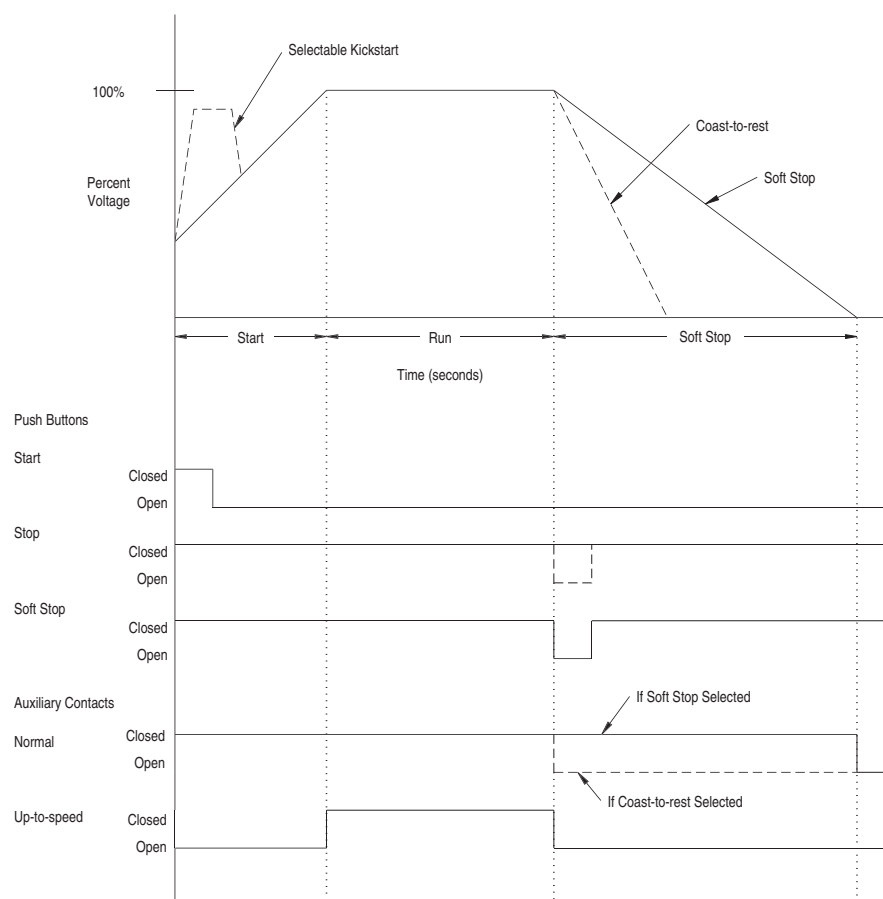 Selectable Kickstart
100%
Coast-to-rest
Percent
Voltage
Soft Stop
Start
Run
Soft Stop
Time (seconds)
Push Buttons
Start
Closed
Open
Stop
Closed
Open
Soft Stop
Closed
Open
Auxiliary Contacts
If Soft Stop Selected
Normal
Closed
Open
If Coast-to-rest Selected
Up-to-speed
Closed
Open